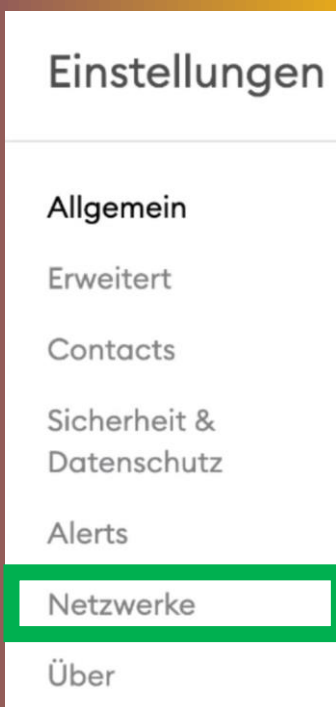 Einstellungen
Allgemein
Erweitert
Contacts
Sicherheit &
Datenschutz
Alerts
Netzwerke
Über